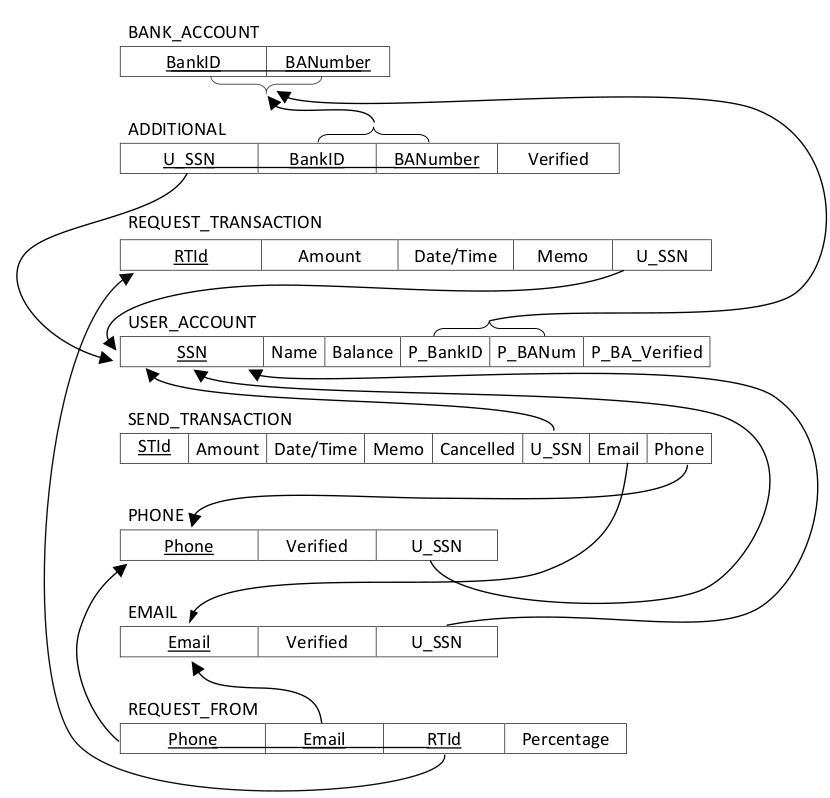 BANK_ACCOUNT
BankID BANumber
ADDITIONAL
U_SSN BankID BANumber Verified
REQUEST_TRANSACTION
RTId Amount Date/Time Memo U_SSN
USER_ACCOUNT
SSN Name Balance P_BankID P_BANum P_BA_Verified
SEND_TRANSACTION
STId Amount Date/Time Memo Cancelled U_SSN Email Phone
PHONE
Phone Verified U_SSN
EMAIL
Email Verified U_SSN
REQUEST_FROM
Phone Email RTId Percentage